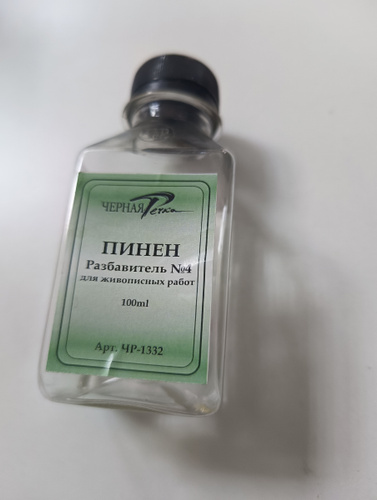 ЧЕРНАЯ Речка
ПИНЕН
Разбавитель №4
для живописных работ
100ml
Арт. ЧР-1332